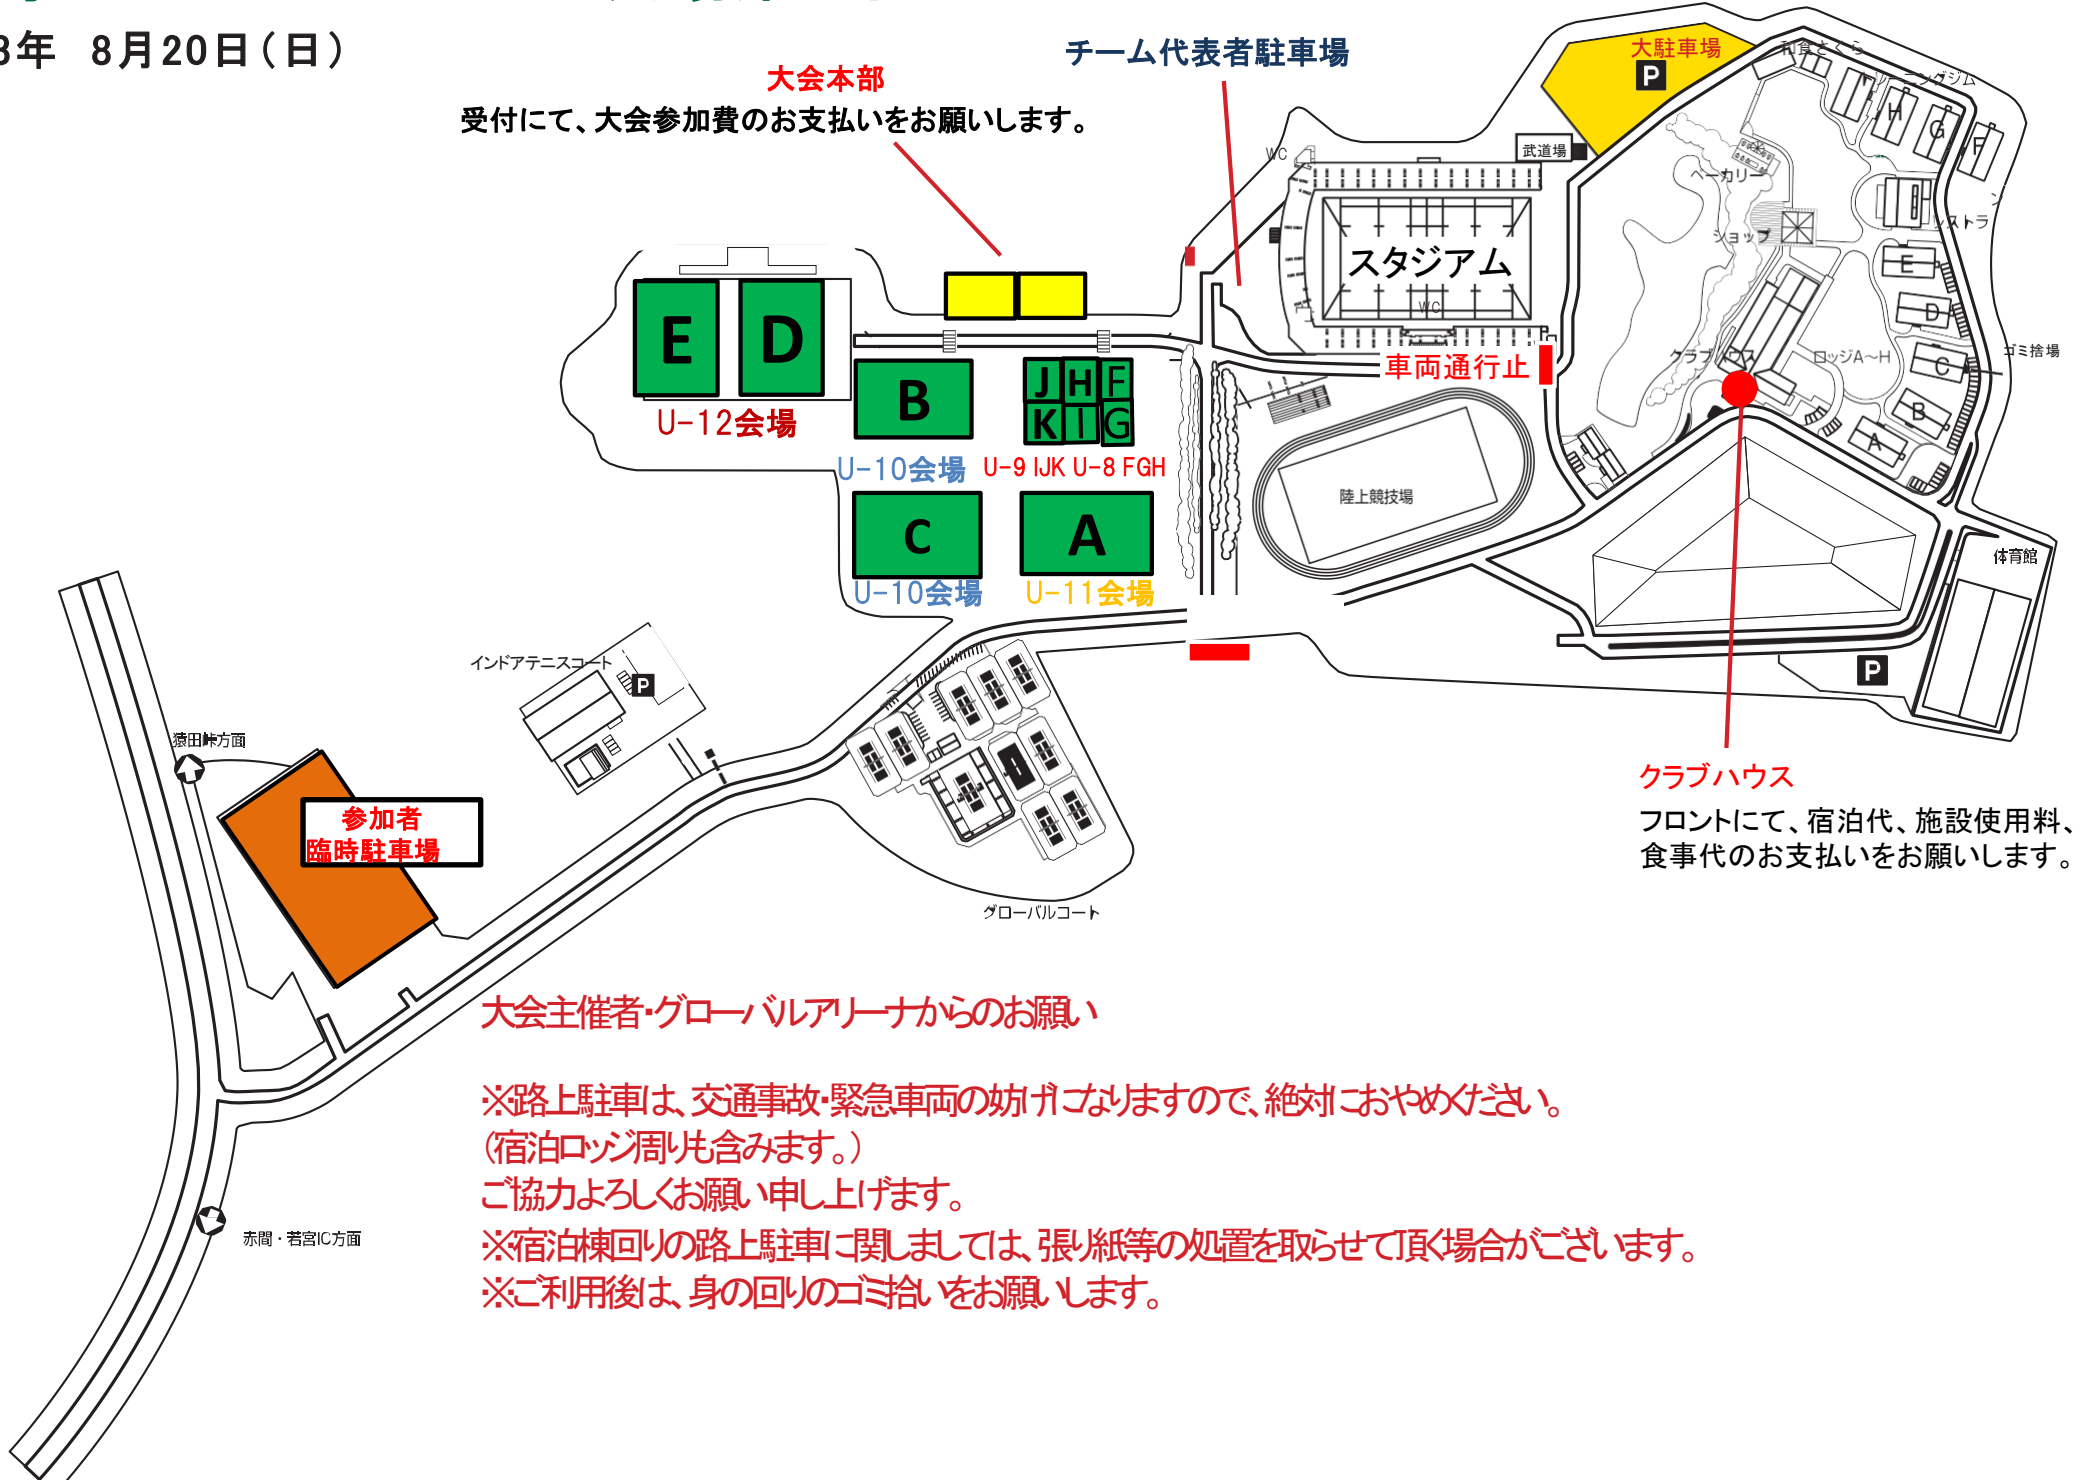 3年 8月20日（日）
大会本部
受付にて、大会参加費のお支払いをお願いします。
チーム代表者駐車場
大駐車場
P
和食さくら
トレーニングジム
H
G
F
武道場
WC
ベーカリー
ショップ
スタジアム
WC
E
D
C
B
A
ロッジA～H
クラブハウス
ゴミ捨場
車両通行止
E
D
U-12会場
B
J H F
K I G
U-10会場
U-9 IJK U-8 FGH
C
A
U-10会場
U-11会場
陸上競技場
体育館
P
インドアテニスコート
P
猿田峠方面
参加者
臨時駐車場
グローバルコート
クラブハウス
フロントにて、宿泊代、施設使用料、
食事代のお支払いをお願いします。
大会主催者・グローバルアリーナからのお願い
※路上駐車は、交通事故・緊急車両の妨げになりますので、絶対におやめください。
（宿泊ロッジ周りも含みます。）
ご協力よろしくお願い申し上げます。
※宿泊棟回りの路上駐車に関しましては、張り紙等の処置を取らせて頂く場合がございます。
※ご利用後は、身の回りのゴミ拾いをお願いします。
赤間・若宮IC方面